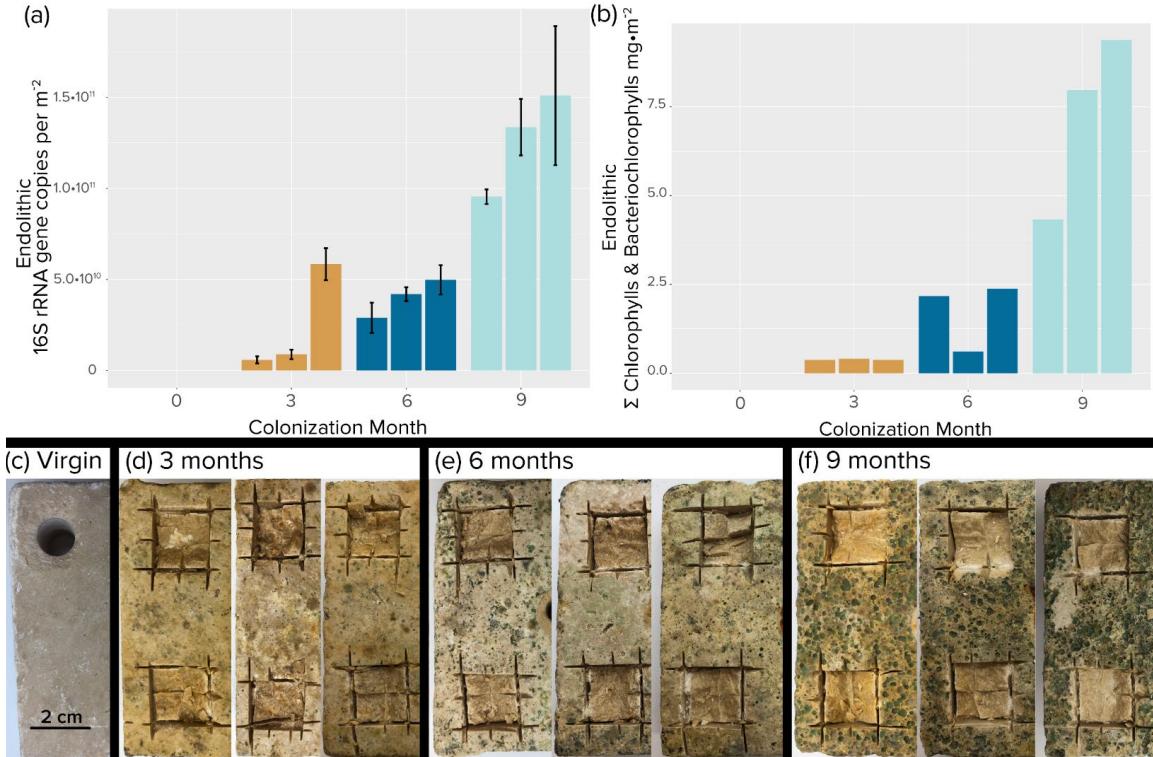 (a)
Endolithic
16S rRNA gene copies per m⁻²
1.5•10¹¹
1.0•10¹¹
5.0•10¹⁰
0
0
3
6
9
Colonization Month
(b)
Endolithic
Σ Chlorophylls & Bacteriochlorophylls mg•m⁻²
7.5
5.0
2.5
0.0
0
3
6
9
Colonization Month
(c) Virgin
2 cm
(d) 3 months
(e) 6 months
(f) 9 months